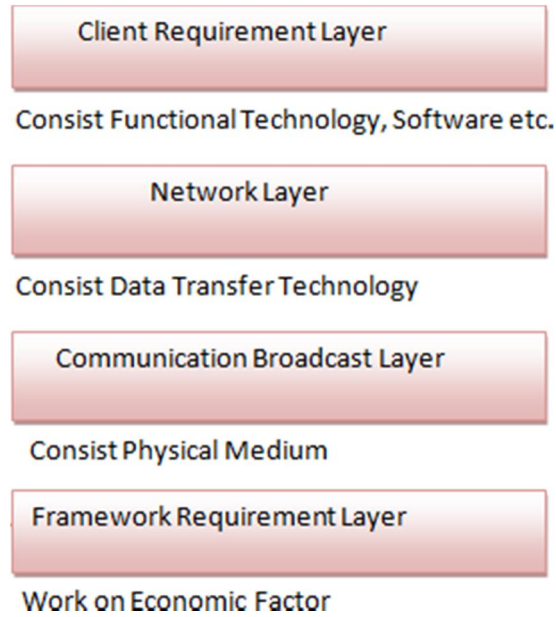 Client Requirement Layer
Consist Functional Technology, Software etc.
Network Layer
Consist Data Transfer Technology
Communication Broadcast Layer
Consist Physical Medium
Framework Requirement Layer
Work on Economic Factor